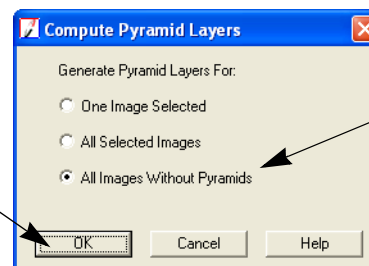 Compute Pyramid Layers
Generate Pyramid Layers For:
One Image Selected
All Selected Images
All Images Without Pyramids
OK Cancel Help